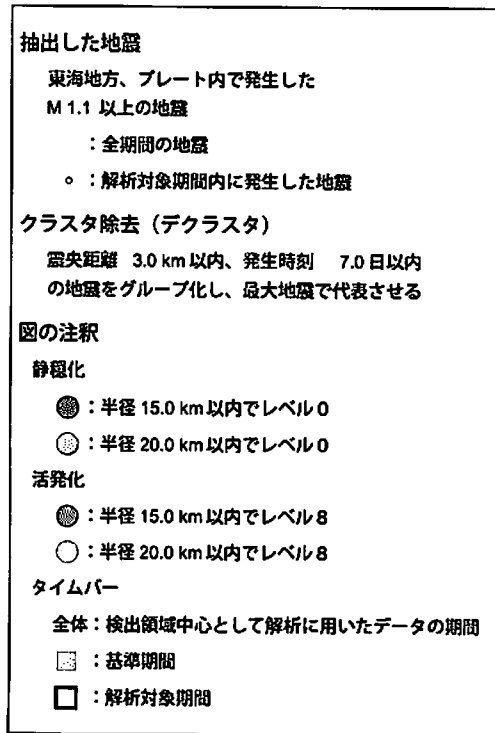 抽出した地震
東海地方、プレート内で発生した
M 1.1 以上の地震
：全期間の地震
：解析対象期間内に発生した地震
クラスタ除去（デクラスタ）
震央距離 3.0 km 以内、発生時刻 7.0 日以内
の地震をグループ化し、最大地震で代表させる
図の注釈
静穏化
：半径 15.0 km 以内でレベル 0
：半径 20.0 km 以内でレベル 0
活発化
：半径 15.0 km 以内でレベル 8
：半径 20.0 km 以内でレベル 8
タイムバー
全体：検出領域中心として解析に用いたデータの期間
：基準期間
：解析対象期間